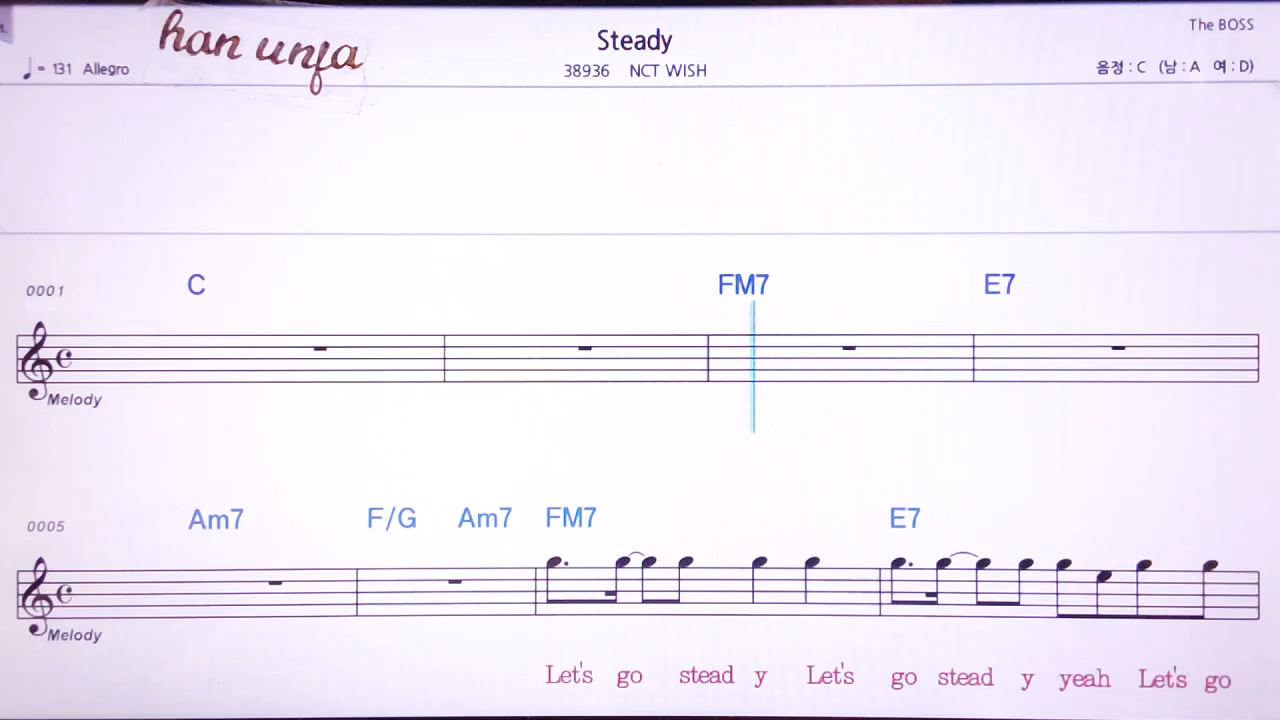 han unfa
Steady
The BOSS
♩ = 131 Allegro
38936 NCT WISH
음정 : C (남 : A 여 : D)
0001
C FM7 E7
Melody
0005
Am7 F/G Am7 FM7 E7
Melody
Let's go stead y Let's go stead y yeah Let's go